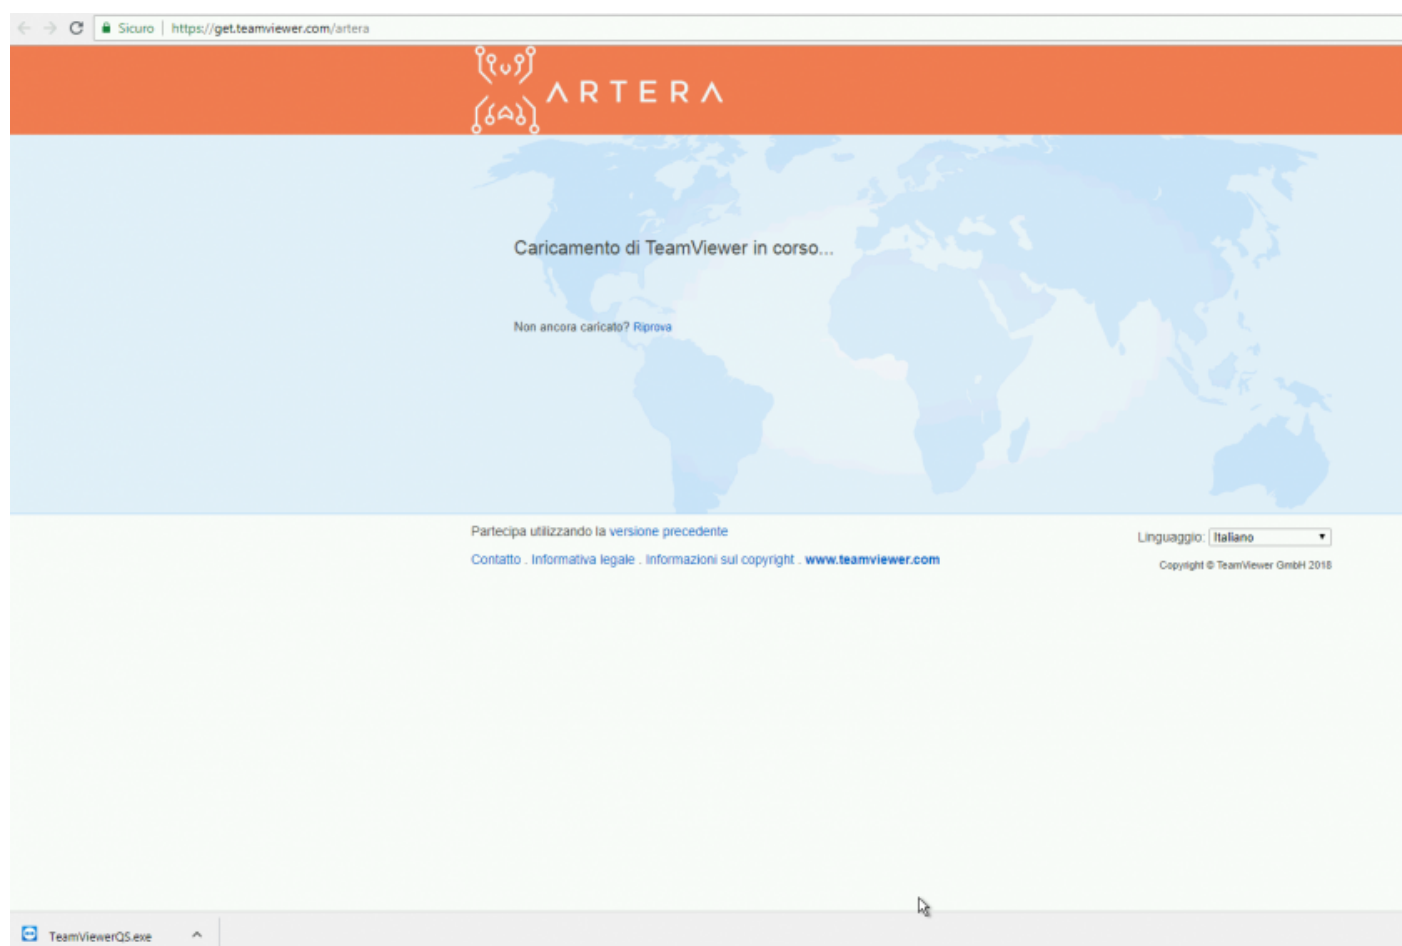 Sicuro | https://get.teamviewer.com/artera
ARTERA
Caricamento di TeamViewer in corso...
Non ancora caricato? Riprova
Partecipa utilizzando la versione precedente
Linguaggio: Italiano
Contatto . Informativa legale . Informazioni sul copyright . www.teamviewer.com
Copyright © TeamViewer GmbH 2018
TeamViewerQS.exe